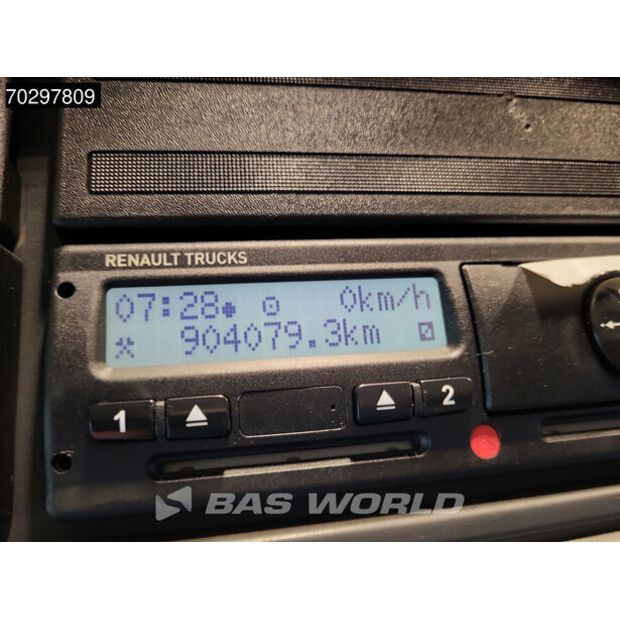 70297809
RENAULT TRUCKS
07:28 0km/h
904079.3km
1 2
BAS WORLD